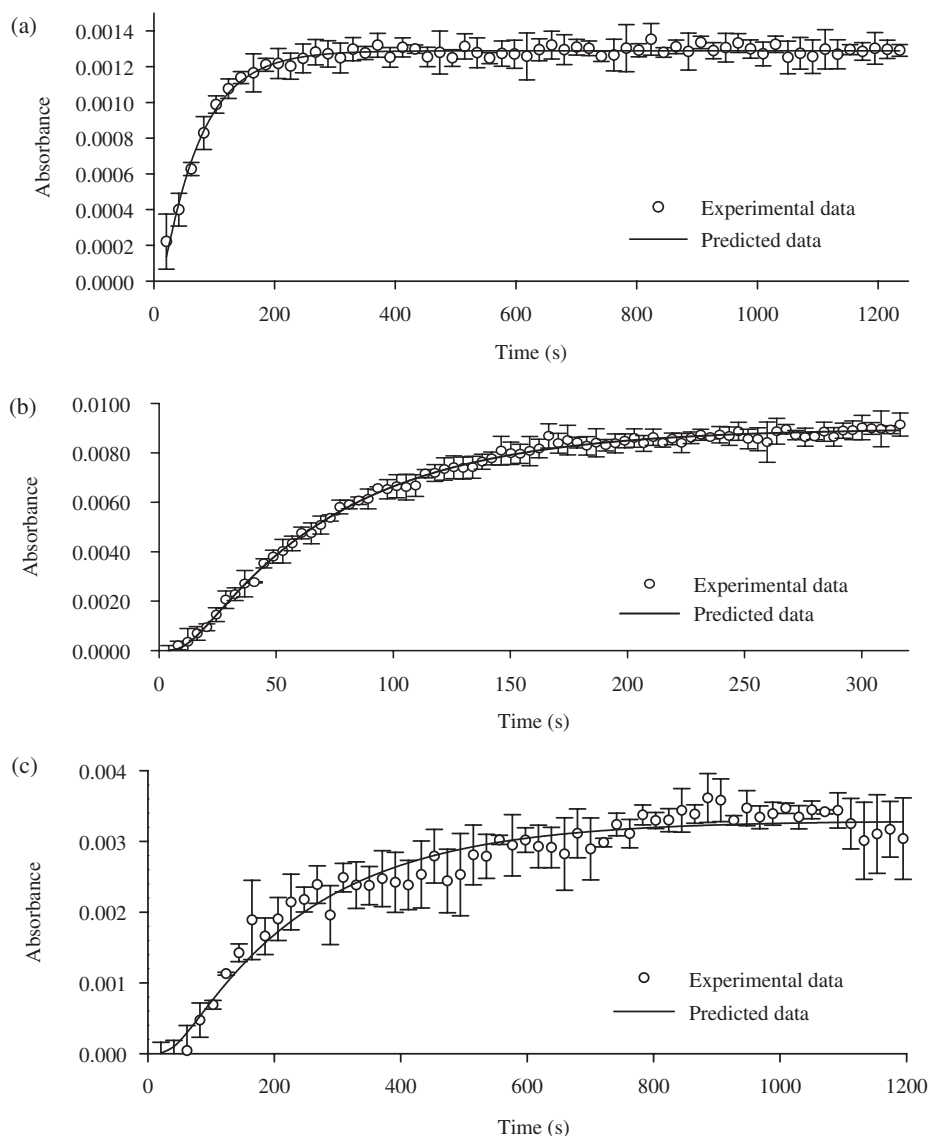 (a)
0.0014
0.0012
0.0010
0.0008
0.0006
0.0004
0.0002
0.0000
Absorbance
Experimental data
Predicted data
0 200 400 600 800 1000 1200
Time (s)
(b)
0.0100
0.0080
0.0060
0.0040
0.0020
0.0000
Absorbance
Experimental data
Predicted data
0 50 100 150 200 250 300
Time (s)
(c)
0.004
0.003
0.002
0.001
0.000
Absorbance
Experimental data
Predicted data
0 200 400 600 800 1000 1200
Time (s)